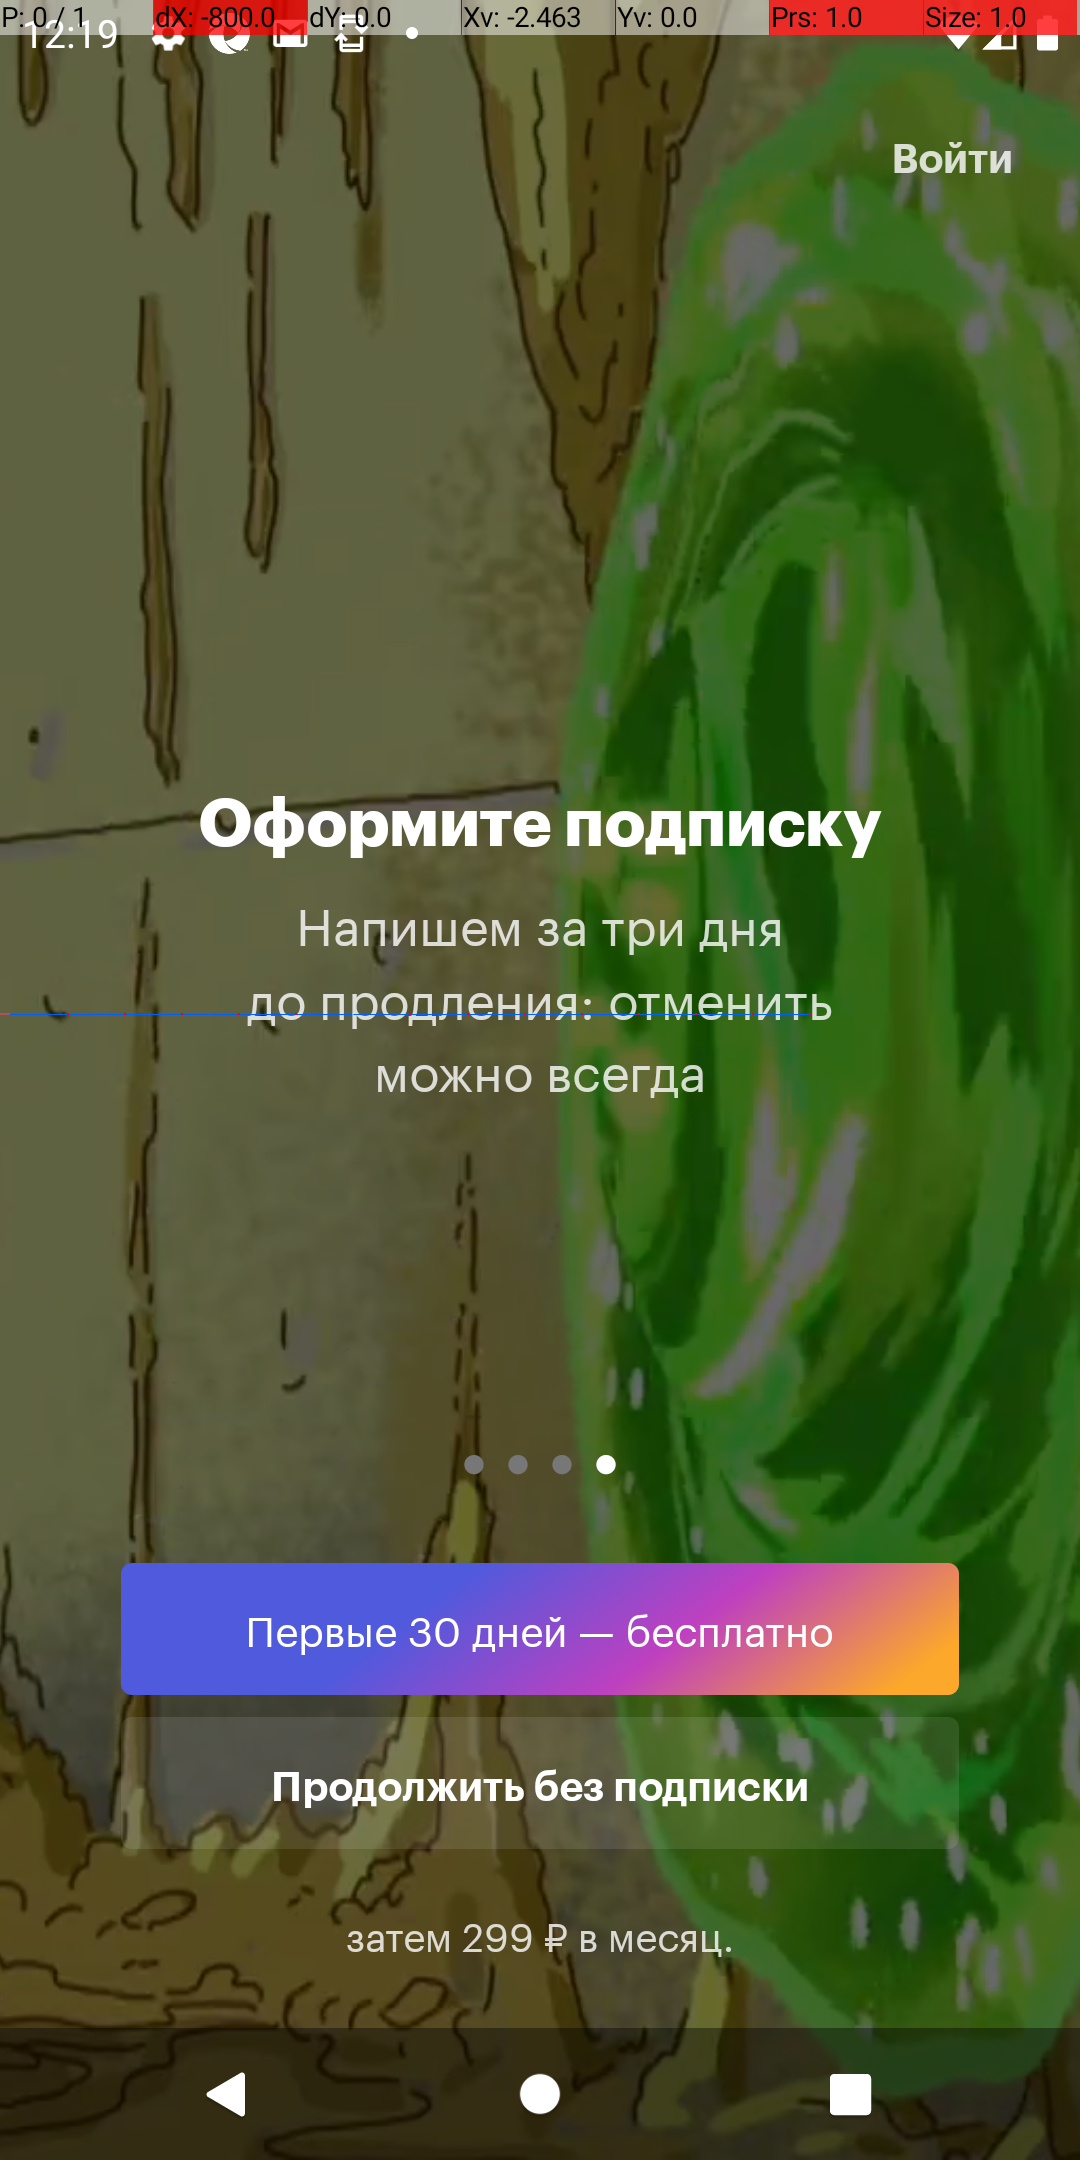 P: 0 / 1 dX: -800.0 dY: 0.0 Xv: -2.463 Yv: 0.0 Prs: 1.0 Size: 1.0
12:19
Войти
Оформите подписку
Напишем за три дня
до продления: отменить
можно всегда
Первые 30 дней — бесплатно
Продолжить без подписки
затем 299 ₽ в месяц.